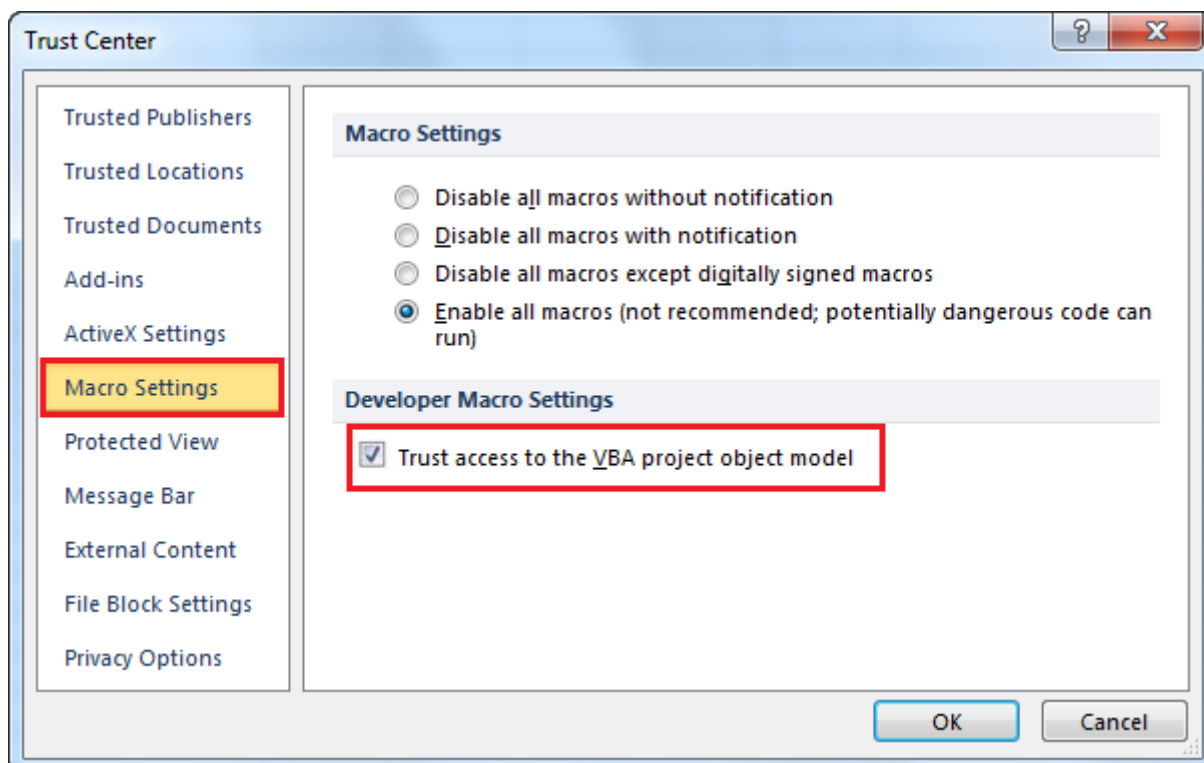 Trust Center
Trusted Publishers
Trusted Locations
Trusted Documents
Add-ins
ActiveX Settings
Macro Settings
Protected View
Message Bar
External Content
File Block Settings
Privacy Options
Macro Settings
Disable all macros without notification
Disable all macros with notification
Disable all macros except digitally signed macros
Enable all macros (not recommended; potentially dangerous code can
run)
Developer Macro Settings
Trust access to the VBA project object model
OK
Cancel